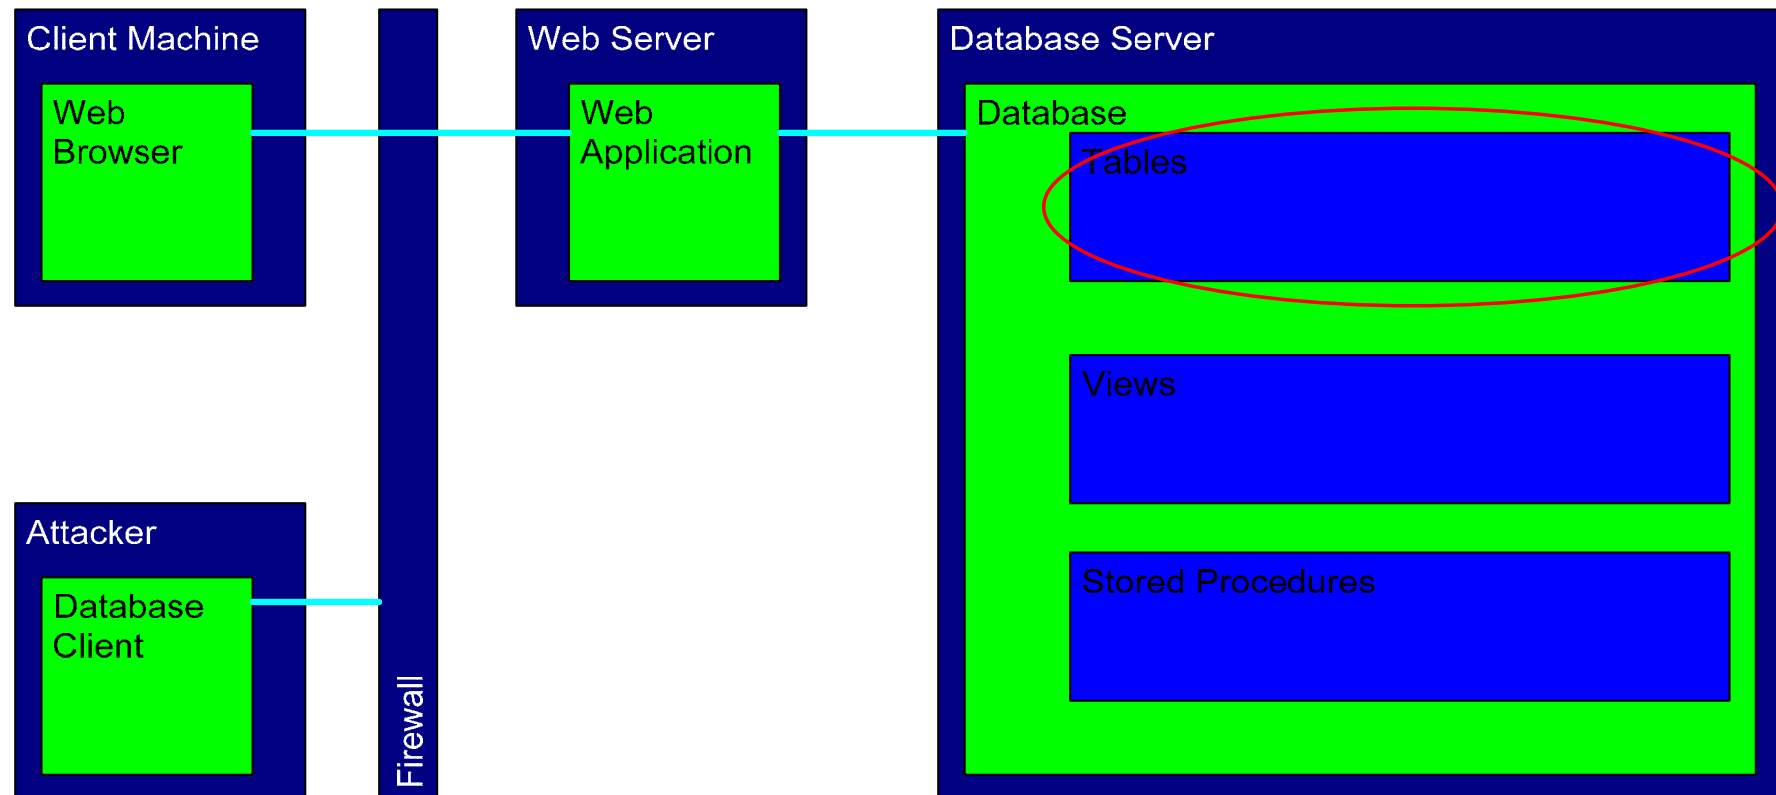 Client Machine
Web
Browser
Firewall
Web Server
Web
Application
Database Server
Database
Tables
Views
Stored Procedures
Attacker
Database
Client